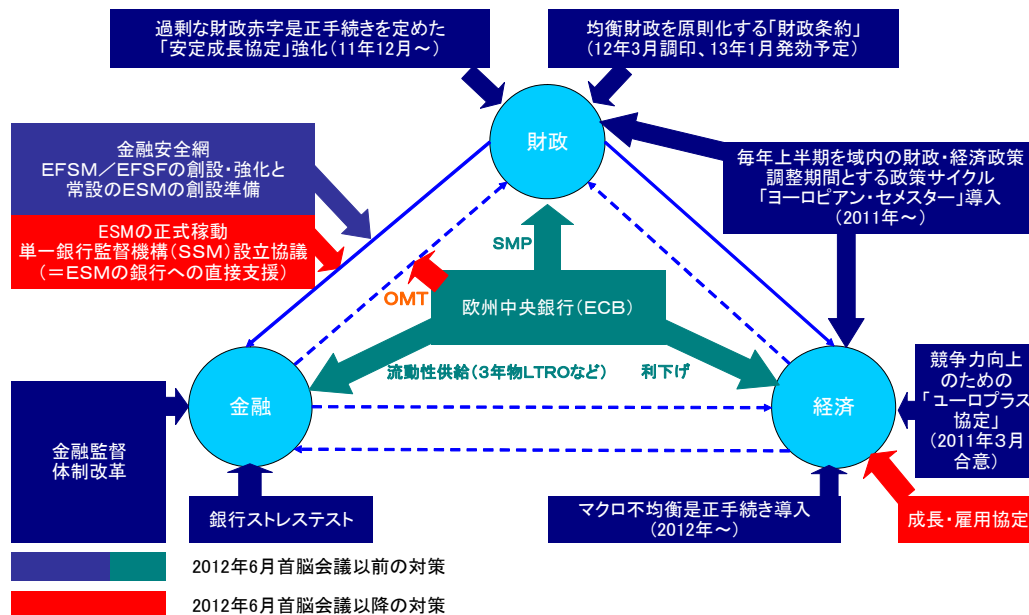 過剰な財政赤字是正手続きを定めた
「安定成長協定」強化(11年12月～)
均衡財政を原則化する「財政条約」
(12年3月調印、13年1月発効予定)
財政
金融安全網
EFSM／EFSFの創設・強化と
常設のESMの創設準備
ESMの正式稼動
単一銀行監督機構(SSM)設立協議
(＝ESMの銀行への直接支援)
毎年上半期を域内の財政・経済政策
調整期間とする政策サイクル
「ヨーロピアン・セメスター」導入
(2011年～)
SMP
OMT
欧州中央銀行(ECB)
流動性供給(3年物LTROなど)
利下げ
金融
経済
競争力向上
のための
「ユーロプラス
協定」
(2011年3月
合意)
金融監督
体制改革
銀行ストレステスト
マクロ不均衡是正手続き導入
(2012年～)
成長・雇用協定
2012年6月首脳会議以前の対策
2012年6月首脳会議以降の対策